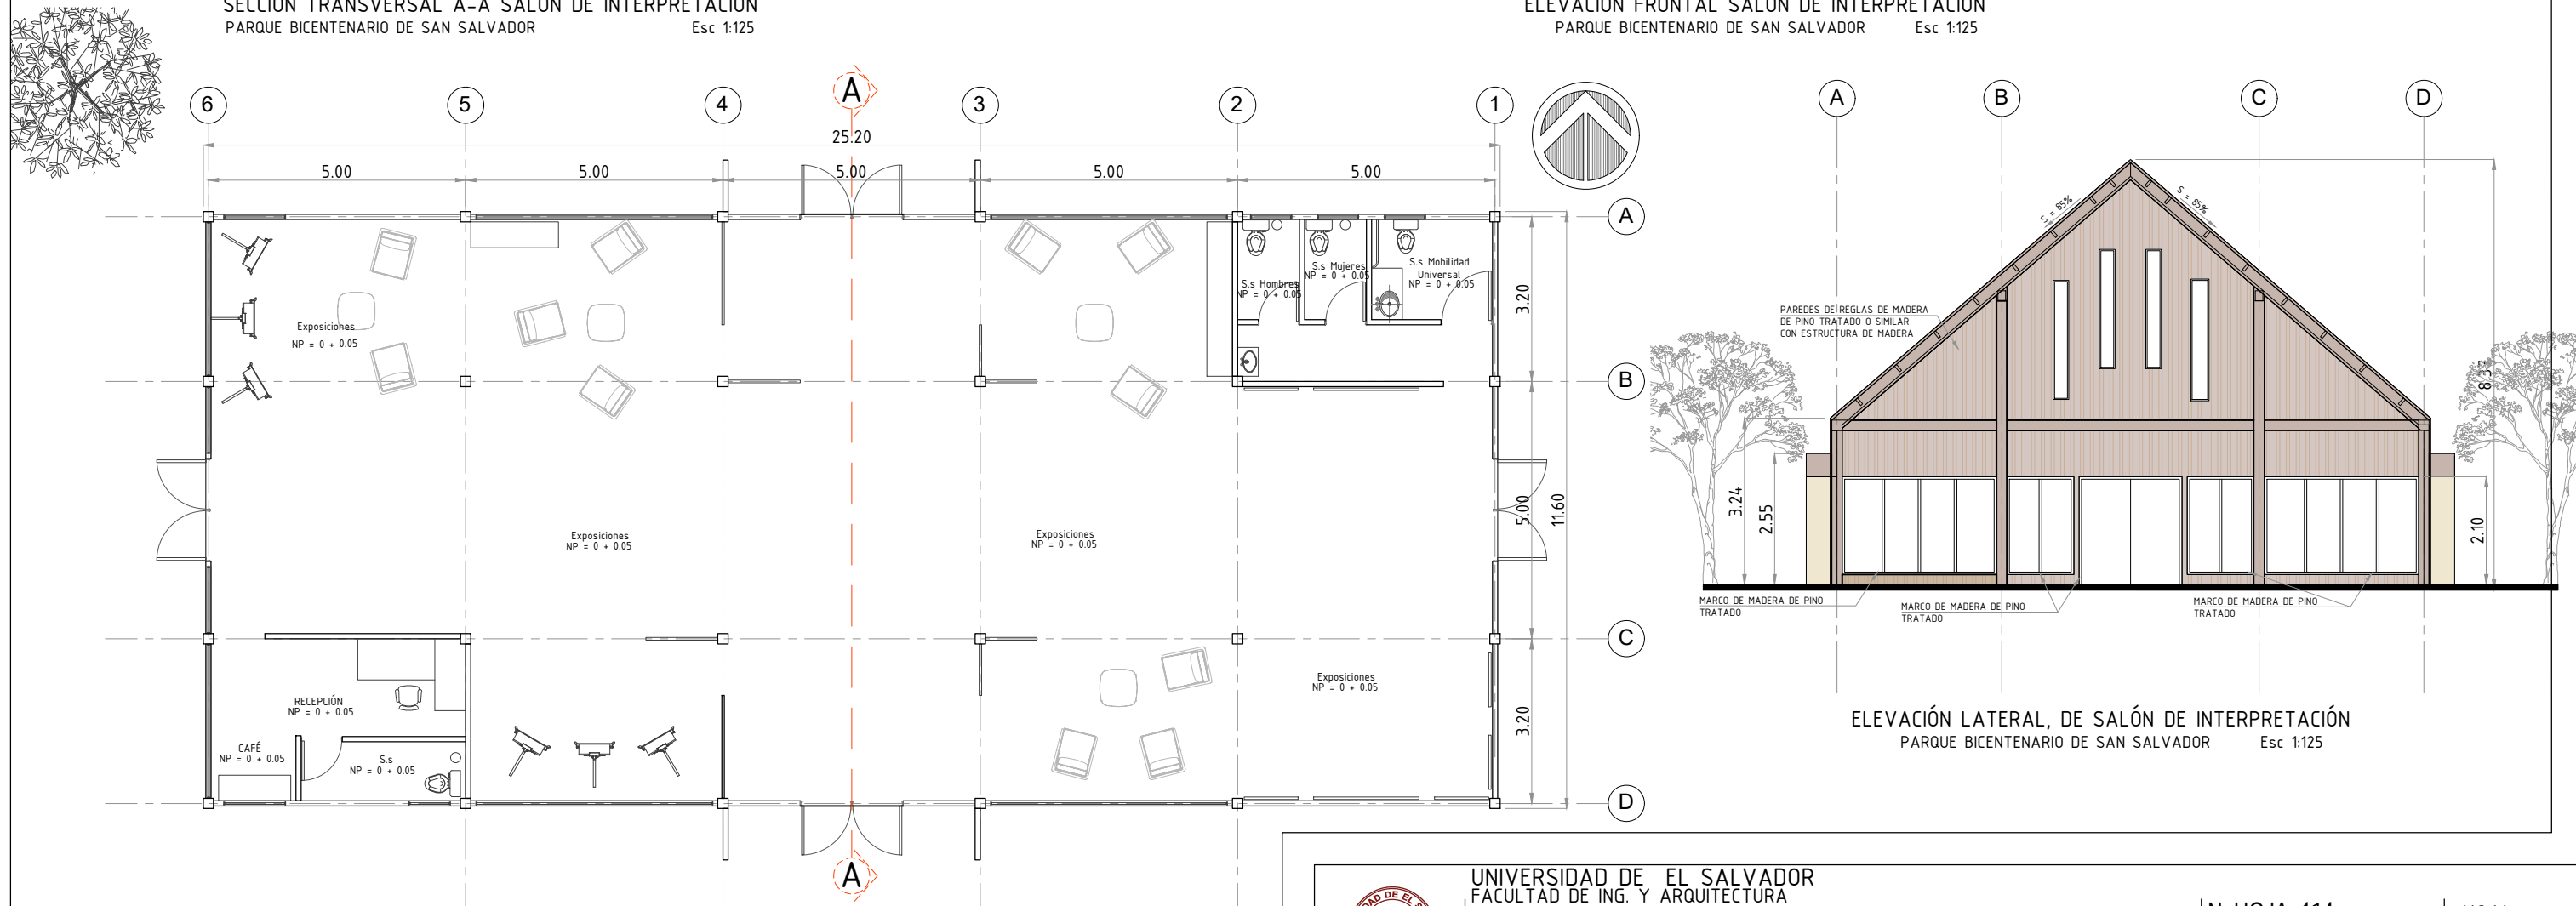 SECCIÓN TRANSVERSAL A-A SALÓN DE INTERPRETACIÓN
PARQUE BICENTENARIO DE SAN SALVADOR Esc 1:125
ELEVACIÓN FRONTAL SALÓN DE INTERPRETACIÓN
PARQUE BICENTENARIO DE SAN SALVADOR Esc 1:125
6 5 4 A 3 2 1
25.20
5.00 5.00 5.00 5.00 5.00
A
B
C
D
3.20
5.00
3.20
11.60
Exposiciones
NP = 0 + 0.05
S.s Hombres
NP = 0 + 0.05
S.s Mujeres
NP = 0 + 0.05
S.s Mobilidad
Universal
NP = 0 + 0.05
Exposiciones
NP = 0 + 0.05
Exposiciones
NP = 0 + 0.05
Exposiciones
NP = 0 + 0.05
RECEPCIÓN
NP = 0 + 0.05
CAFÉ
NP = 0 + 0.05
S.s
NP = 0 + 0.05
A
A B C D
S = 85%
S = 85%
PAREDES DE REGLAS DE MADERA
DE PINO TRATADO O SIMILAR
CON ESTRUCTURA DE MADERA
3.24
2.55
2.10
8.37
MARCO DE MADERA DE PINO
TRATADO
MARCO DE MADERA DE PINO
TRATADO
MARCO DE MADERA DE PINO
TRATADO
ELEVACIÓN LATERAL, DE SALÓN DE INTERPRETACIÓN
PARQUE BICENTENARIO DE SAN SALVADOR Esc 1:125
UNIVERSIDAD DE EL SALVADOR
FACULTAD DE ING. Y ARQUITECTURA